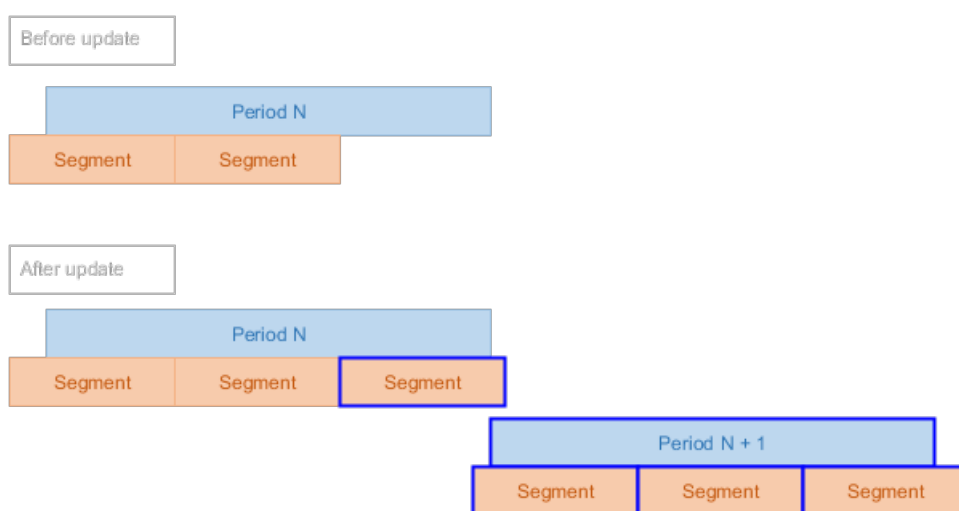 Before update
Period N
Segment Segment
After update
Period N
Segment Segment Segment
Period N + 1
Segment Segment Segment